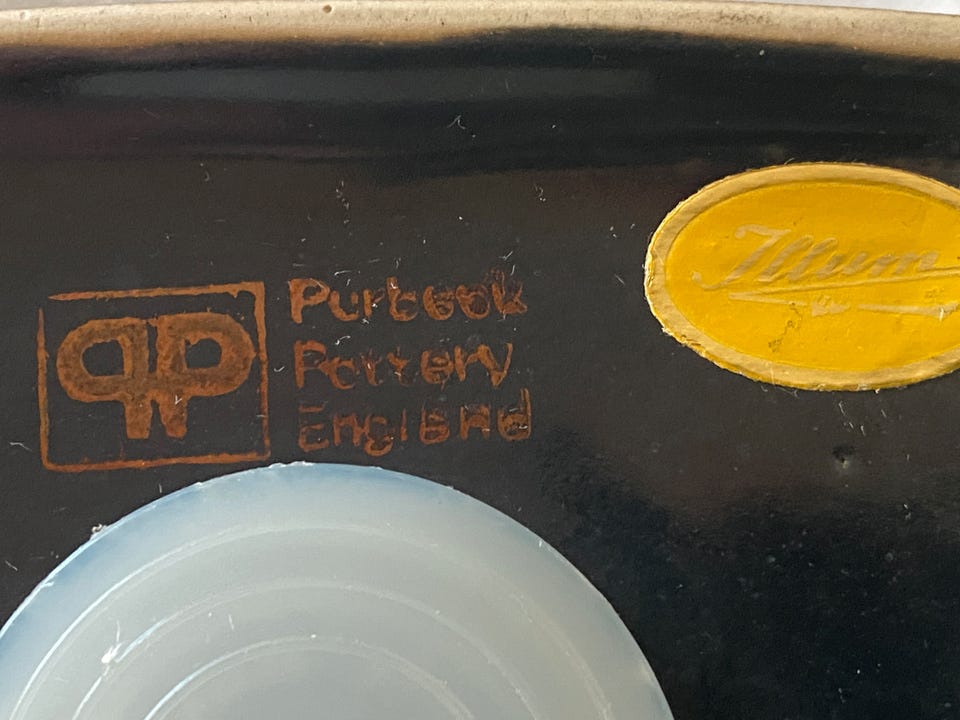 Purbeck
Pottery
England
Illum